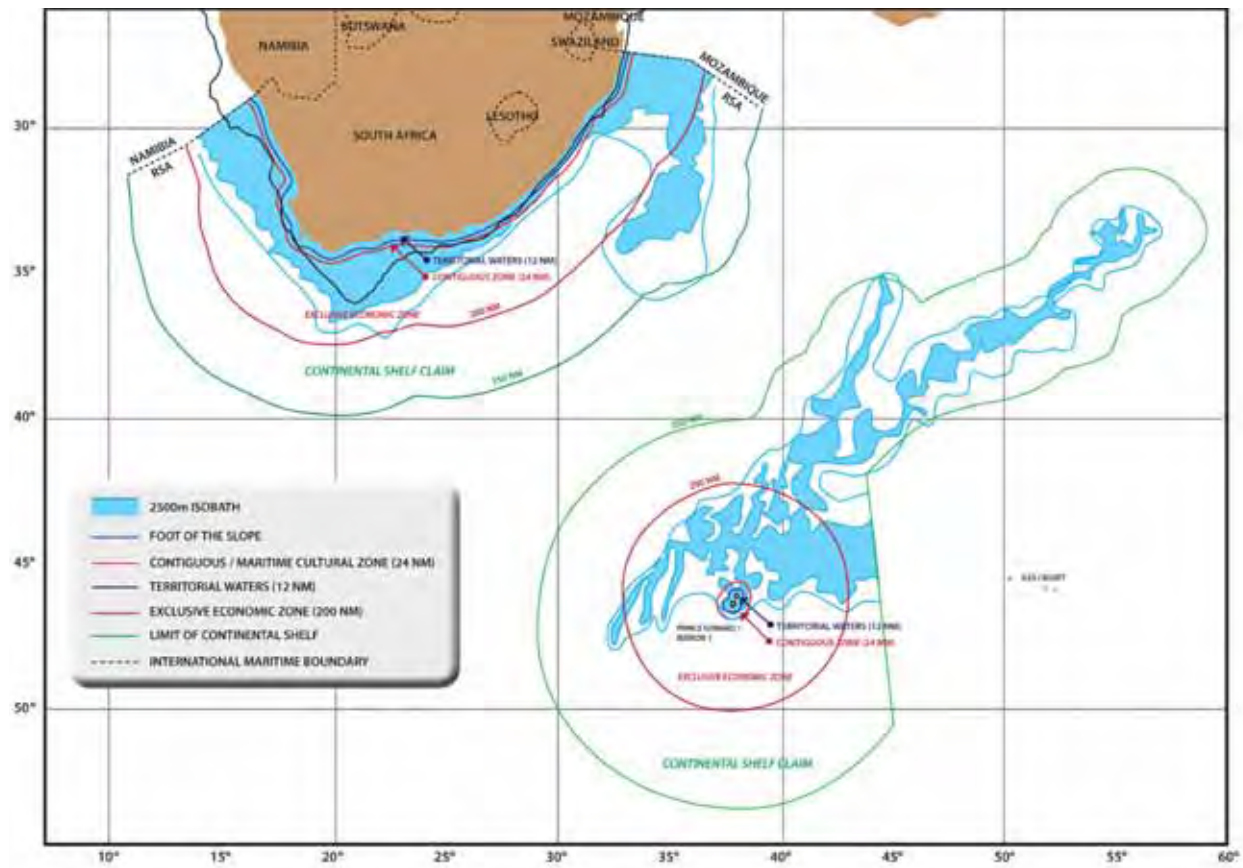 MOZAMBIQUE
BOTSWANA
NAMIBIA
SWAZILAND
MOZAMBIQUE
RSA
LESOTHO
SOUTH AFRICA
NAMIBIA
RSA
30°
TERRITORIAL WATERS (12 NM)
CONTIGUOUS ZONE (24 NM)
35°
EXCLUSIVE ECONOMIC ZONE
200 NM
CONTINENTAL SHELF CLAIM
350 NM
40°
200 NM
2500m ISOBATH
FOOT OF THE SLOPE
CONTIGUOUS / MARITIME CULTURAL ZONE (24 NM)
TERRITORIAL WATERS (12 NM)
EXCLUSIVE ECONOMIC ZONE (200 NM)
LIMIT OF CONTINENTAL SHELF
INTERNATIONAL MARITIME BOUNDARY
45°
TERRITORIAL WATERS (12 NM)
CONTIGUOUS ZONE (24 NM)
EXCLUSIVE ECONOMIC ZONE
50°
CONTINENTAL SHELF CLAIM
10°
15°
20°
25°
30°
35°
40°
45°
50°
55°
60°